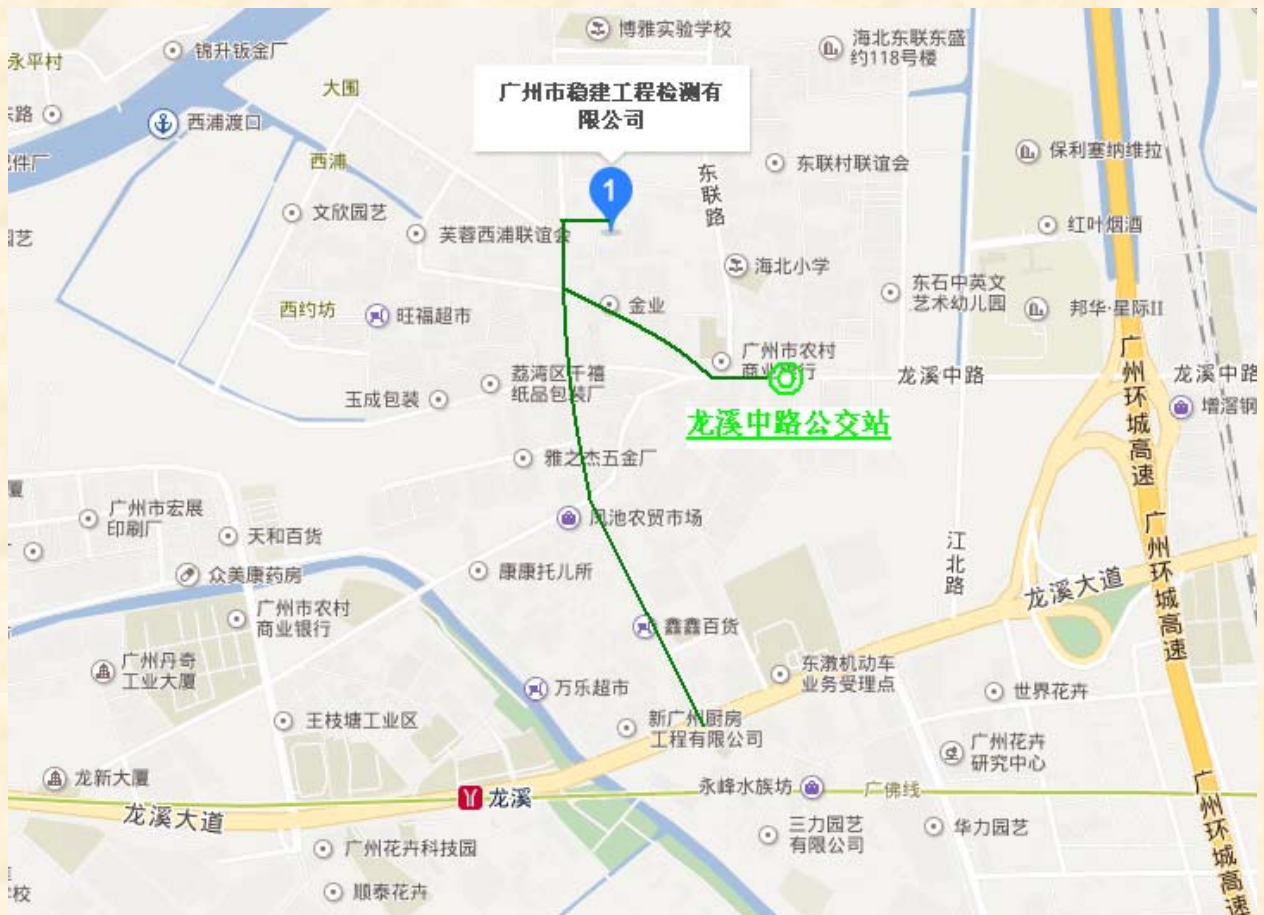 博雅实验学校
海北东联东盛
约118号楼
锦升钣金厂
永平村
大围
广州市稳建工程检测有
限公司
西浦渡口
西浦
保利塞纳维拉
东联村联谊会
1
东联路
文欣园艺
芙蓉西浦联谊会
红叶烟酒
海北小学
东石中英文
艺术幼儿园
西约坊
旺福超市
金业
邦华·星际II
广州市农村
商业银行
荔湾区千禧
纸品包装厂
龙溪中路
龙溪中路
广州环城高速
玉成包装
增滘钢
龙溪中路公交站
雅之杰五金厂
广州市宏展
印刷厂
凤池农贸市场
天和百货
康康托儿所
众美康药房
江北路
龙溪大道
广州环城高速
广州市农村
商业银行
鑫鑫百货
广州丹奇
工业大厦
东漖机动车
业务受理点
万乐超市
世界花卉
王枝塘工业区
新广州厨房
工程有限公司
广州花卉
研究中心
龙新大厦
龙溪
永峰水族坊
广佛线
龙溪大道
三力园艺
有限公司
华力园艺
广州环城高速
广州花卉科技园
顺泰花卉